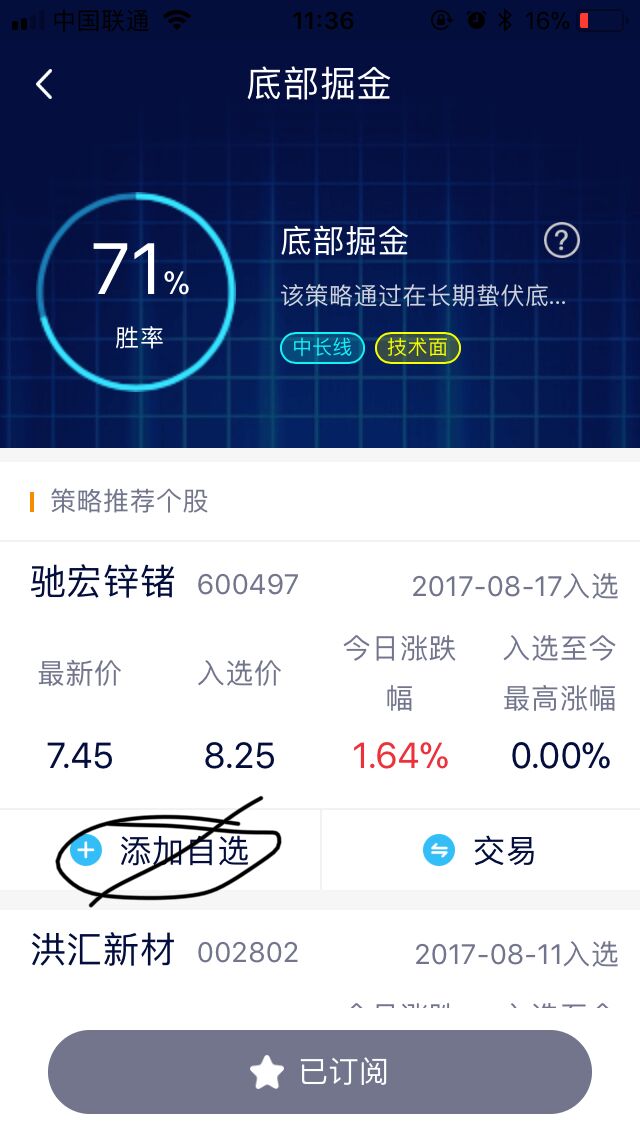 中国联通 11:36 16%
底部掘金
71%
胜率
底部掘金 ?
该策略通过在长期蛰伏底...
中长线 技术面
策略推荐个股
驰宏锌锗 600497 2017-08-17入选
最新价 入选价 今日涨跌幅 入选至今最高涨幅
7.45 8.25 1.64% 0.00%
添加自选 交易
洪汇新材 002802 2017-08-11入选
已订阅